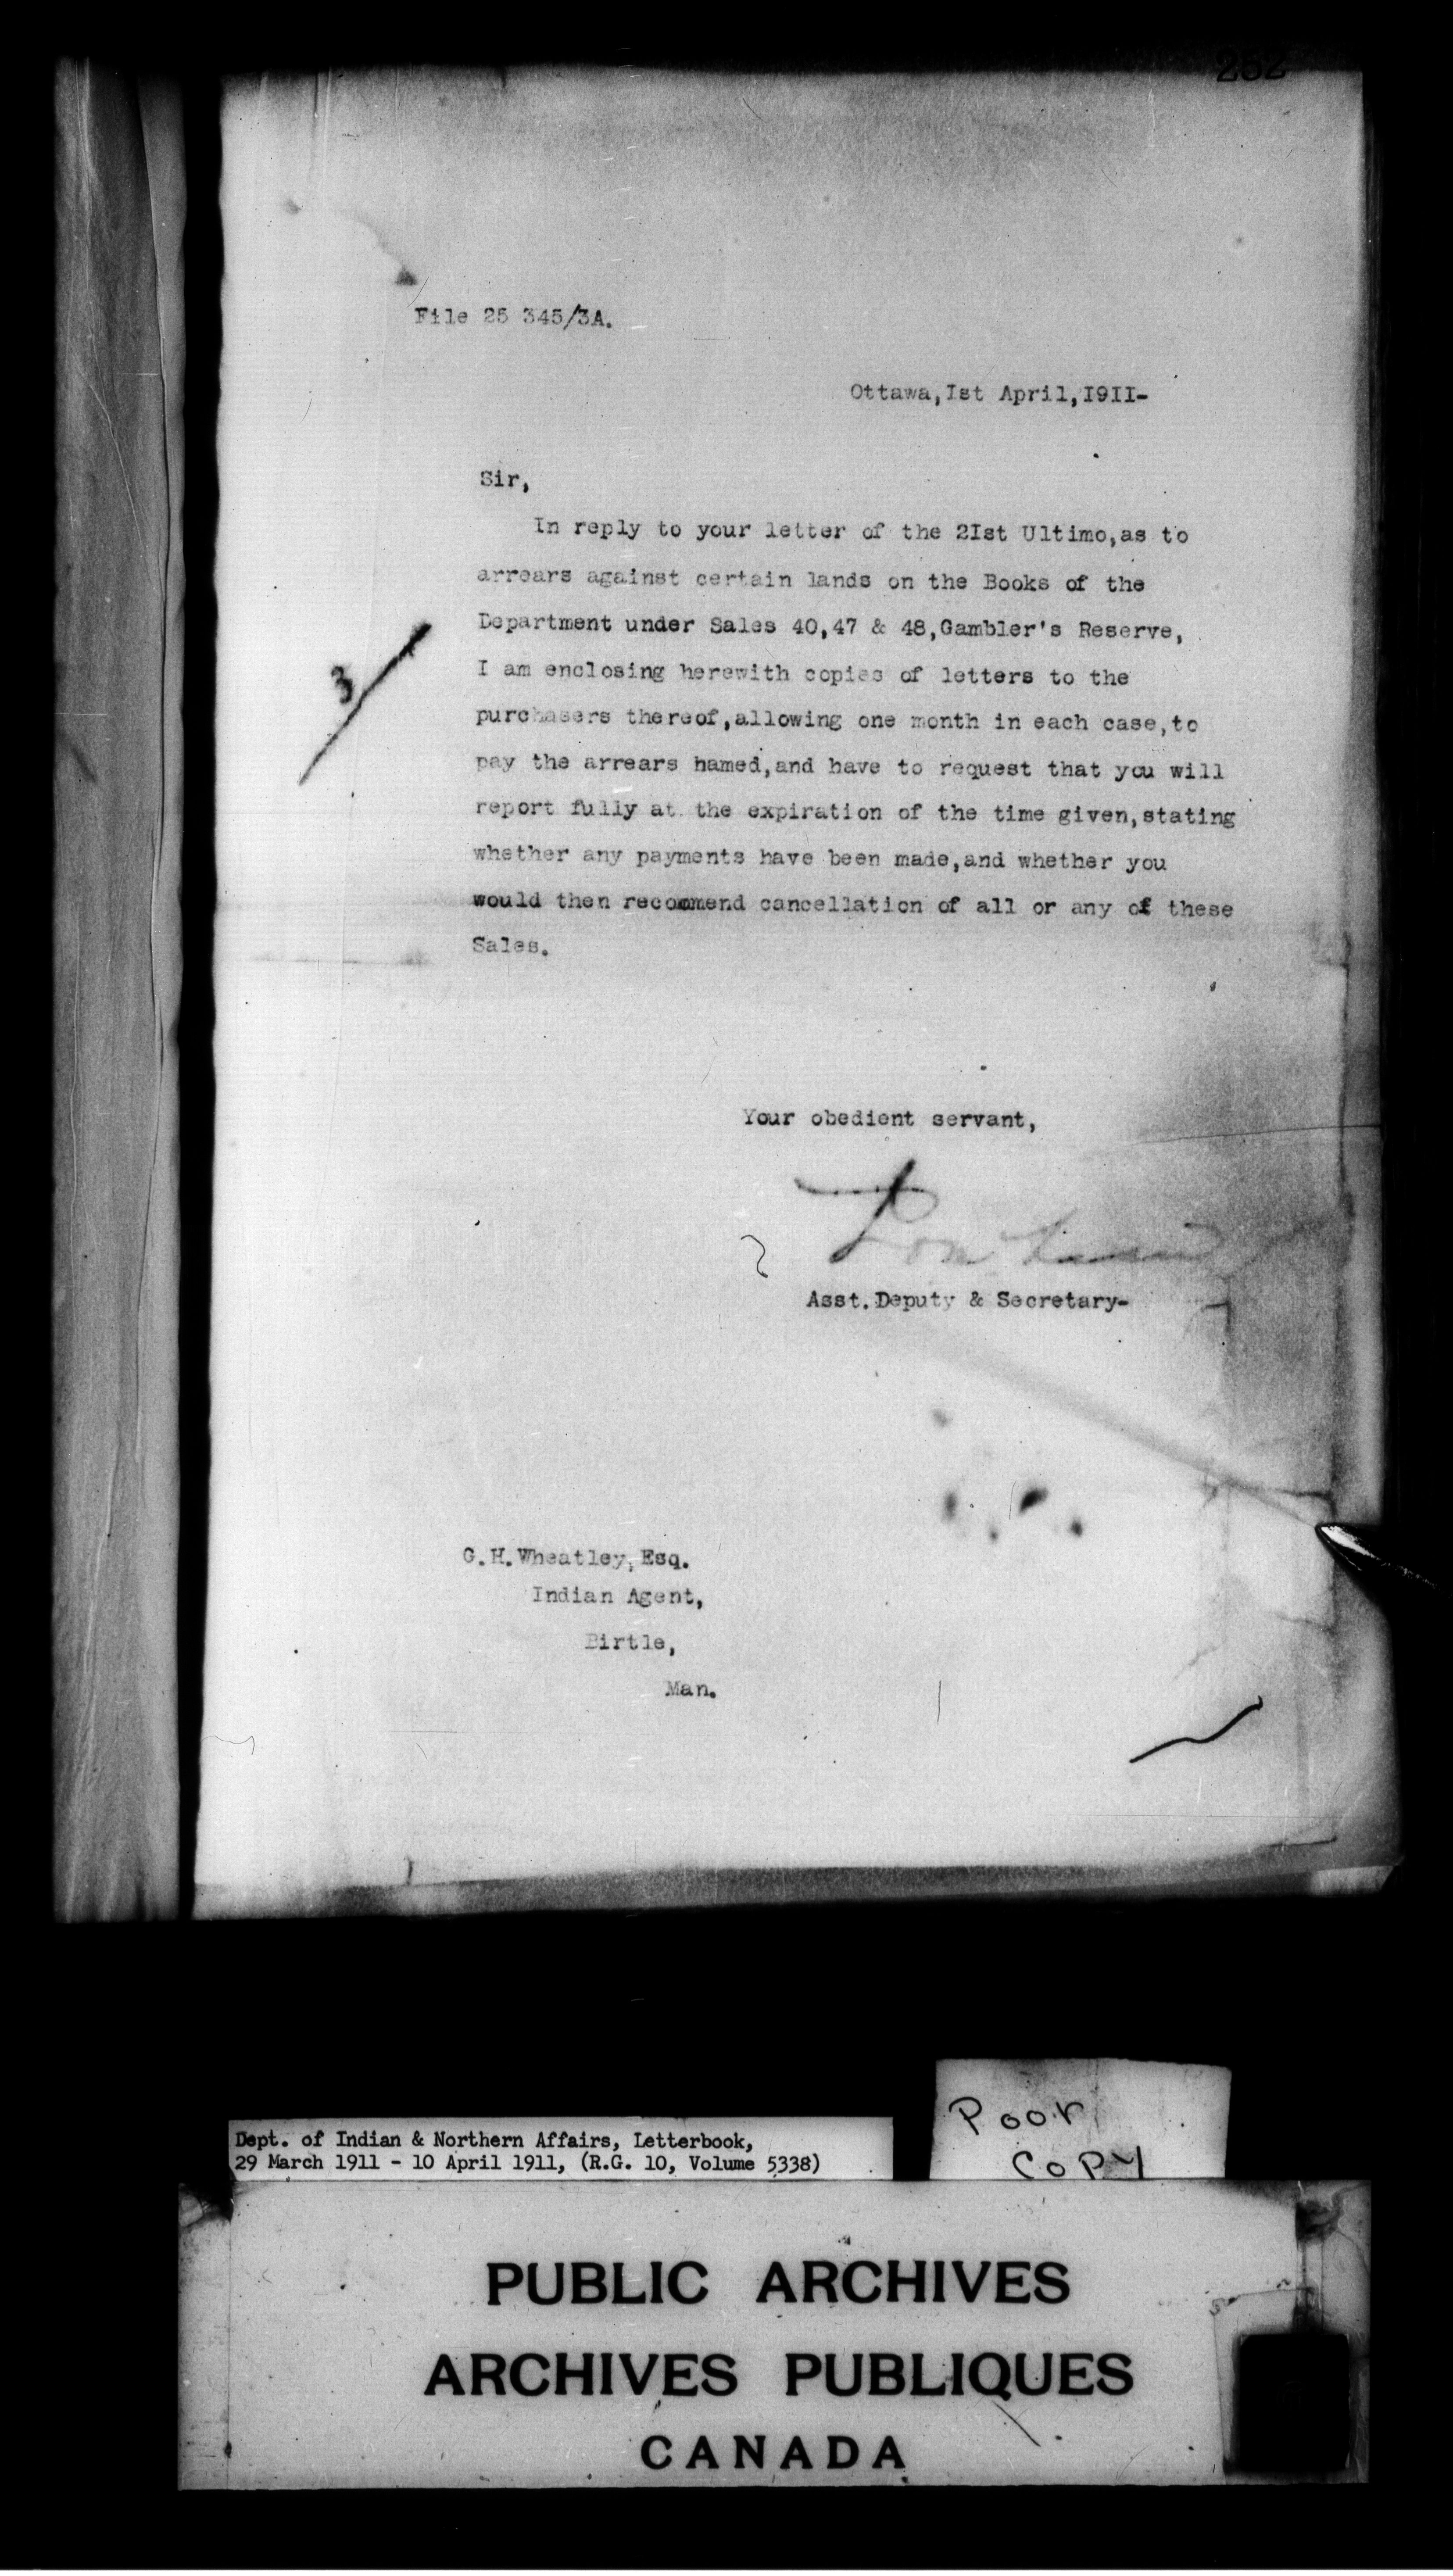 262
File 25 345/3A.
Ottawa,Ist April,I9II-
Sir,
In reply to your letter of the 2Ist Ultimo,as to
arrears against certain lands on the Books of the
Department under Sales 40,47 & 48,Gambler's Reserve,
3
I am enclosing herewith copies of letters to the
purchasers thereof,allowing one month in each case,to
pay the arrears hamed,and have to request that you will
report fully at the expiration of the time given,stating
whether any payments have been made,and whether you
would then recommend cancellation of all or any of these
Sales.
Your obedient servant,
Asst.Deputy & Secretary-
G.H.Wheatley,Esq.
Indian Agent,
Birtle,
Man.
Poor
COPY
Dept. of Indian & Northern Affairs, Letterbook,
29 March 1911 - 10 April 1911, (R.G. 10, Volume 5338)
PUBLIC ARCHIVES
ARCHIVES PUBLIQUES
CANADA